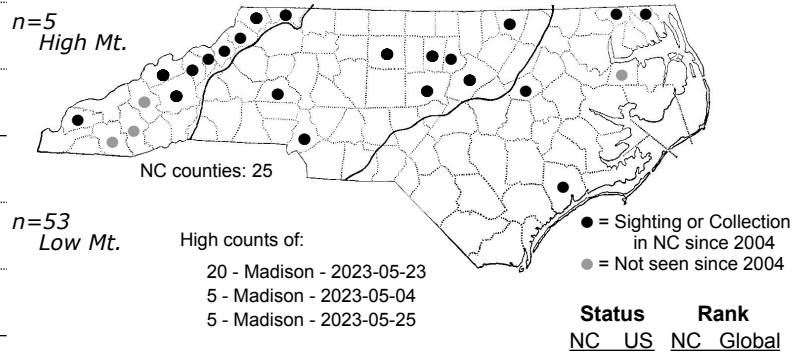 n=5
High Mt.
NC counties: 25
n=53
Low Mt.
High counts of:
20 - Madison - 2023-05-23
5 - Madison - 2023-05-04
5 - Madison - 2023-05-25
● = Sighting or Collection
in NC since 2004
● = Not seen since 2004
Status Rank
NC US NC Global